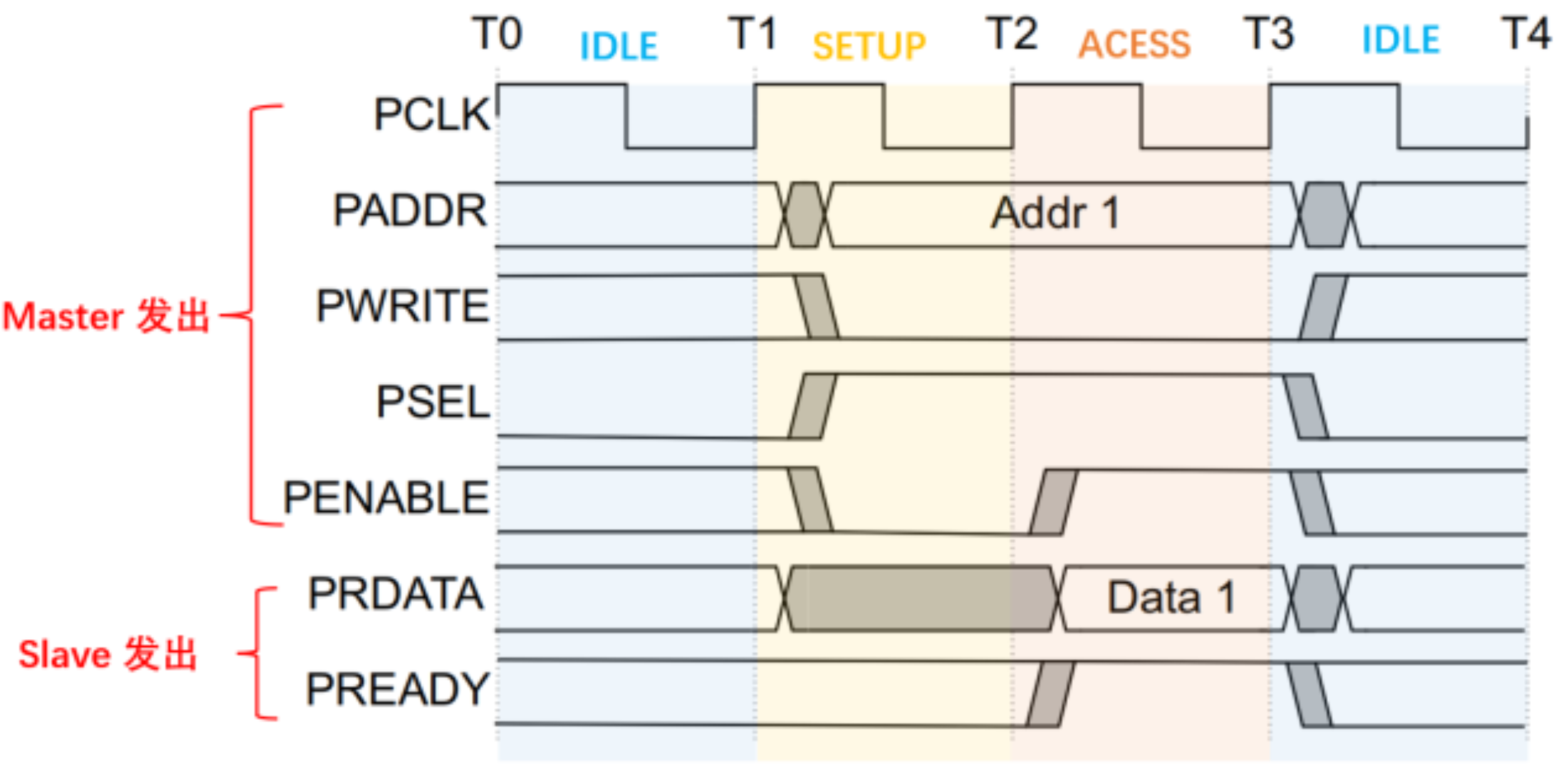 T0 IDLE T1 SETUP T2 ACESS T3 IDLE T4
PCLK
PADDR Addr 1
Master 发出
PWRITE
PSEL
PENABLE
PRDATA Data 1
Slave 发出
PREADY